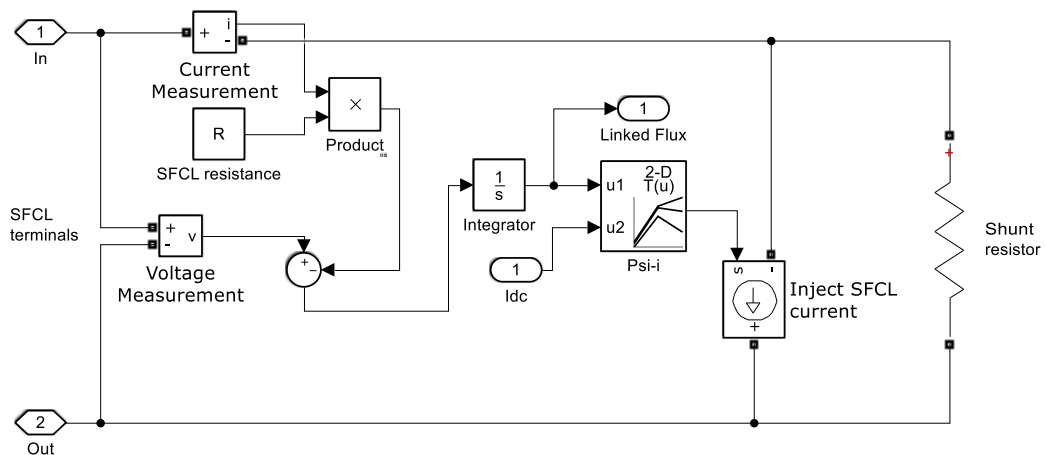 1
In
+
i
-
Current
Measurement
×
Product
R
SFCL resistance
1
Linked Flux
1
s
Integrator
u1
u2
2-D
T(u)
Psi-i
1
Idc
SFCL
terminals
+
-
v
Voltage
Measurement
+
−
s
-
+
Inject SFCL
current
+
Shunt
resistor
2
Out